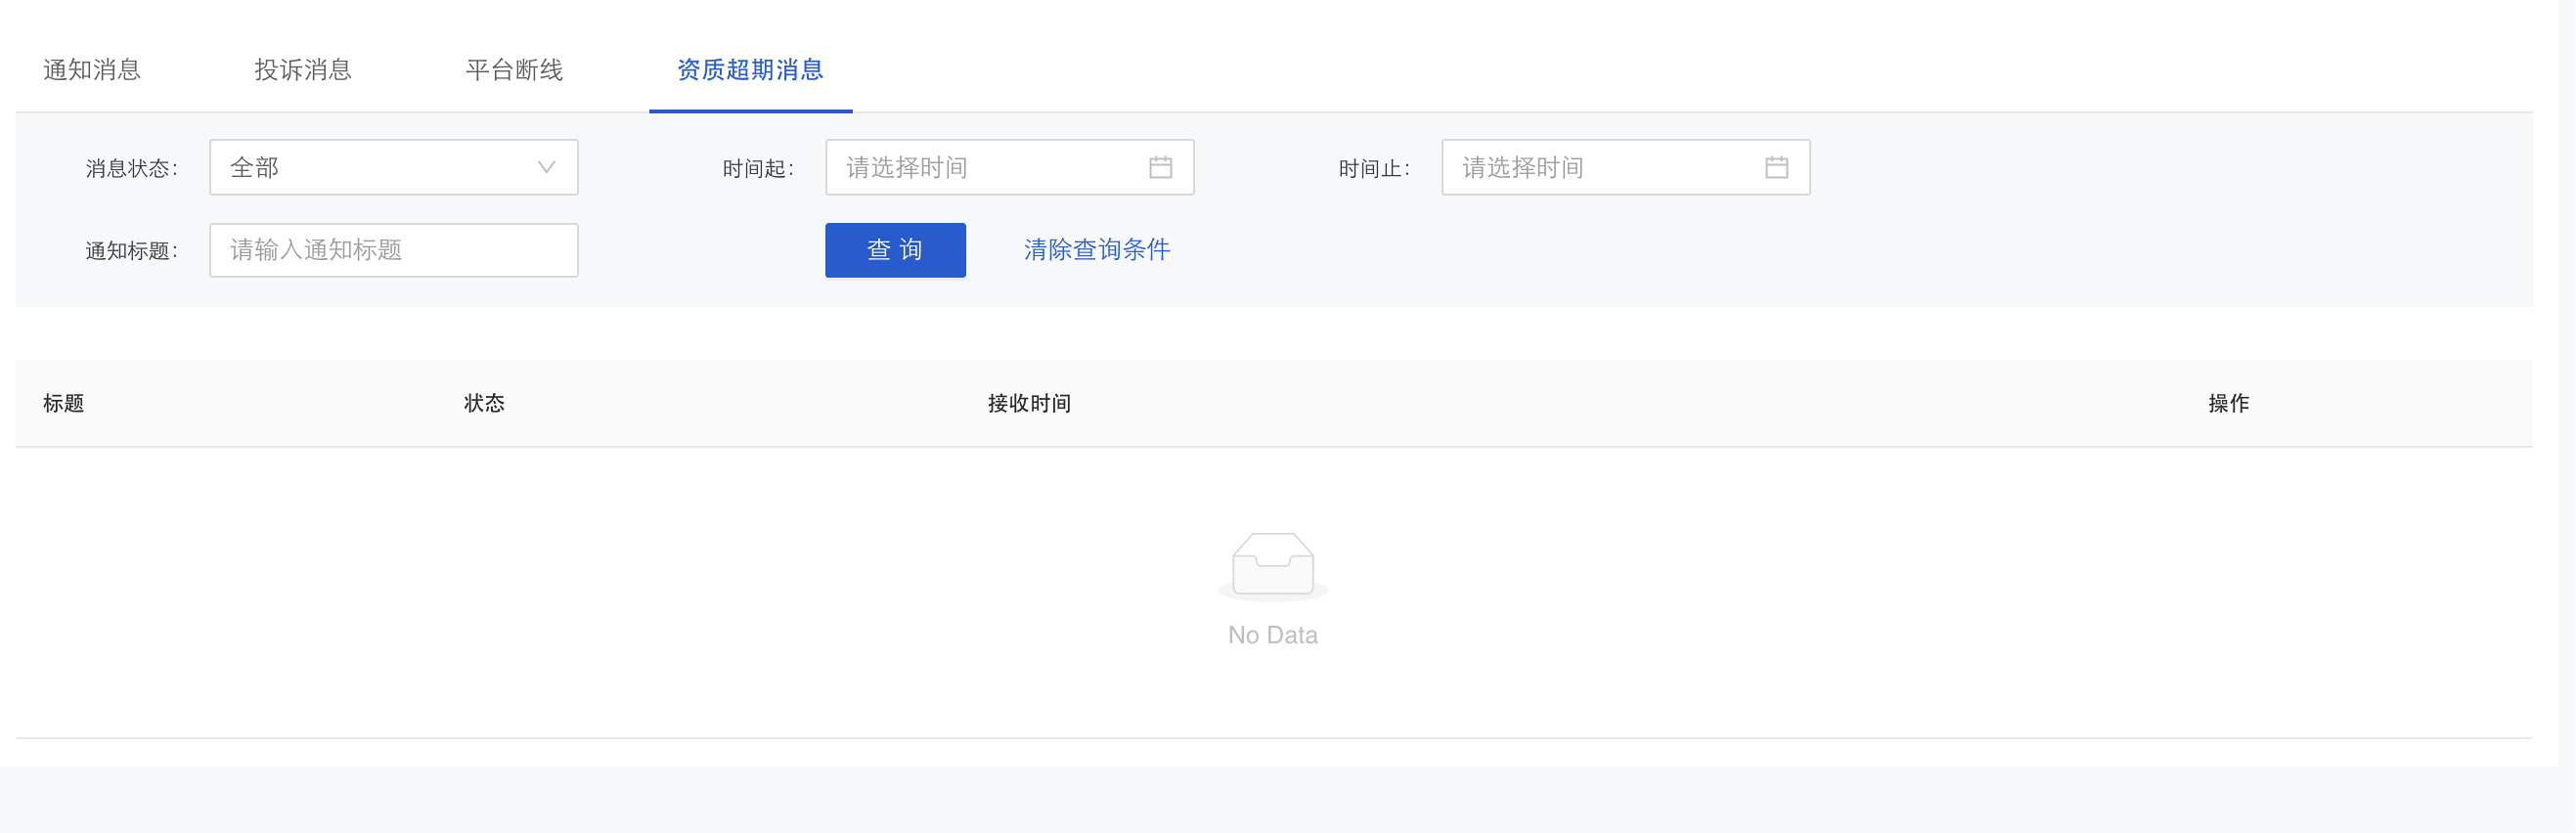 通知消息 投诉消息 平台断线 资质超期消息
消息状态: 全部 时间起: 请选择时间 时间止: 请选择时间
通知标题: 请输入通知标题 查 询 清除查询条件
标题 状态 接收时间 操作
No Data